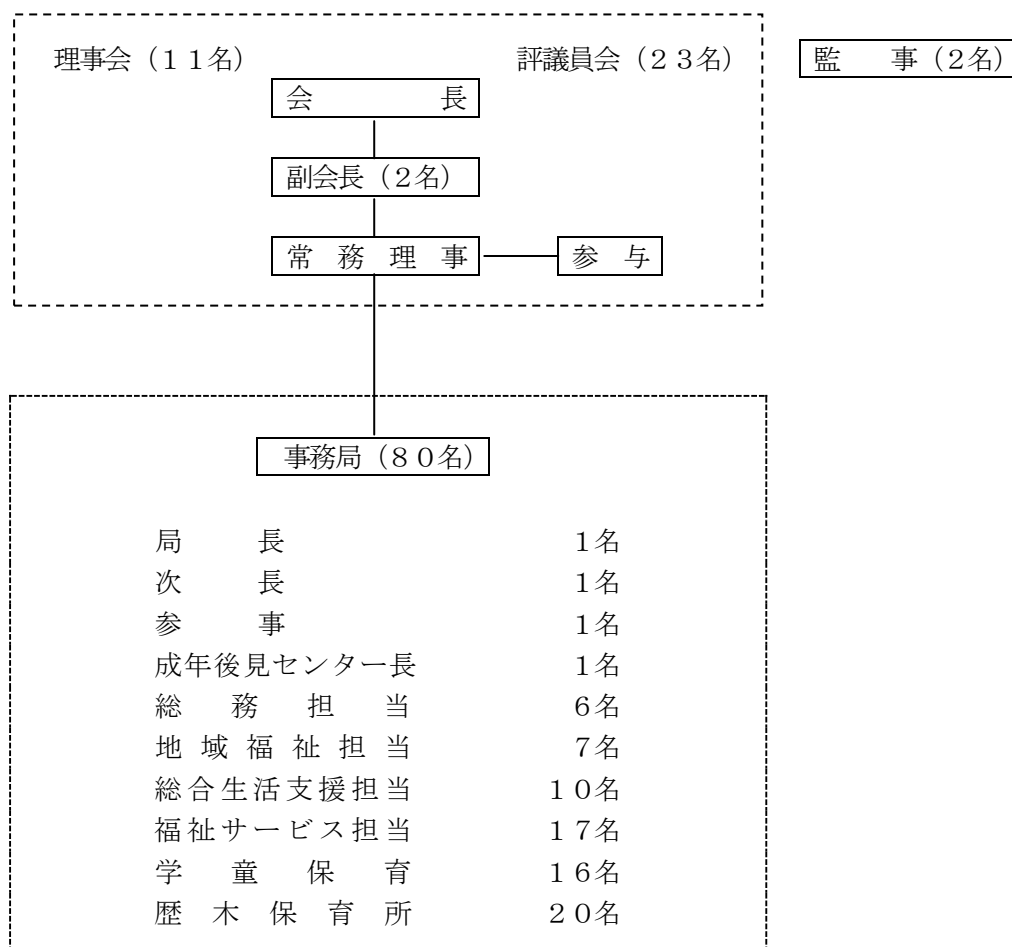 理事会（１１名） 評議員会（２３名） 監　　事（２名）
会　　　　　長
副会長（２名）
常　務　理　事 参　与
事務局（８０名）
局　　　長 １名
次　　　長 １名
参　　　事 １名
成年後見センター長 １名
総　務　担　当 ６名
地 域 福 祉 担 当 ７名
総合生活支援担当 １０名
福祉サービス担当 １７名
学　童　保　育 １６名
歴 木 保 育 所 ２０名